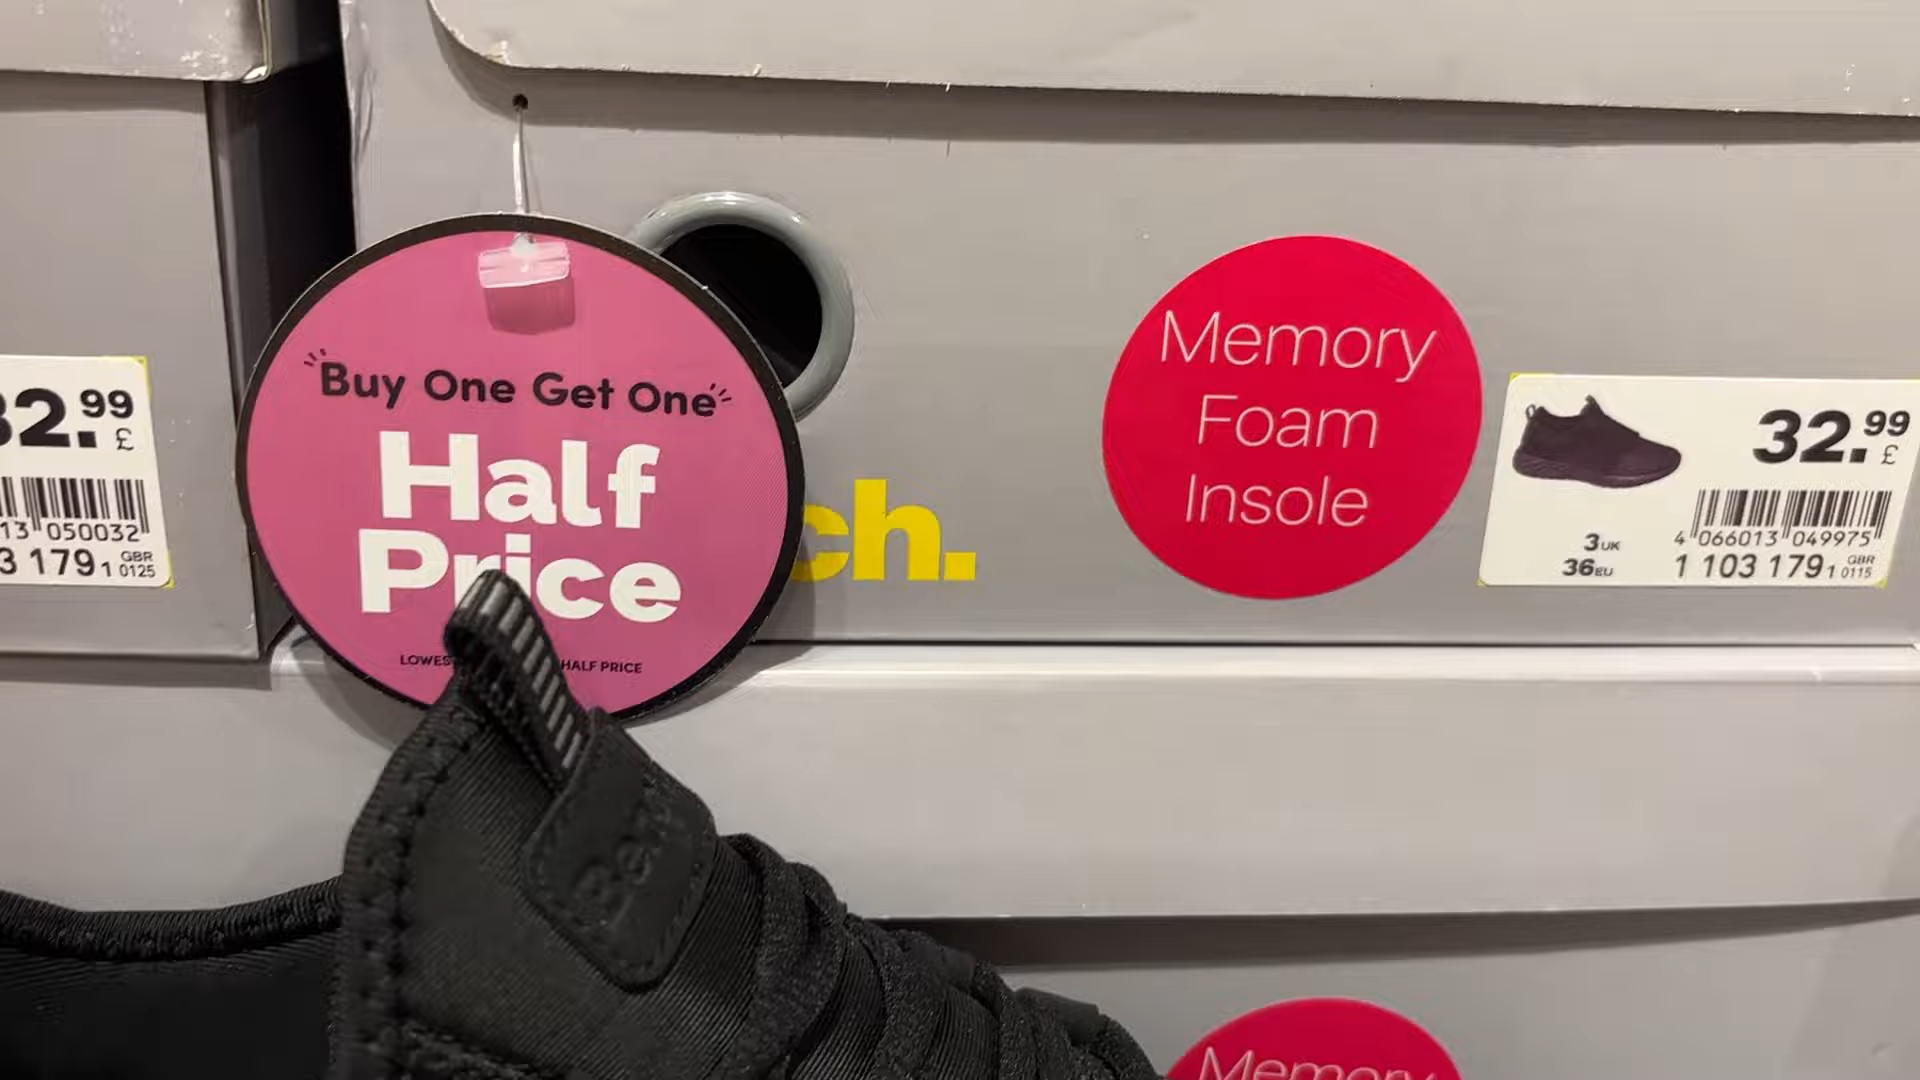 Buy One Get One
Half
Price
HALF PRICE
ch.
Memory
Foam
Insole
32.99
£
3UK
36EU
4 066013 049975
1 103 179 1 GBR 0115
99
£
13 050032
3 179 1 GBR 0125
Memory